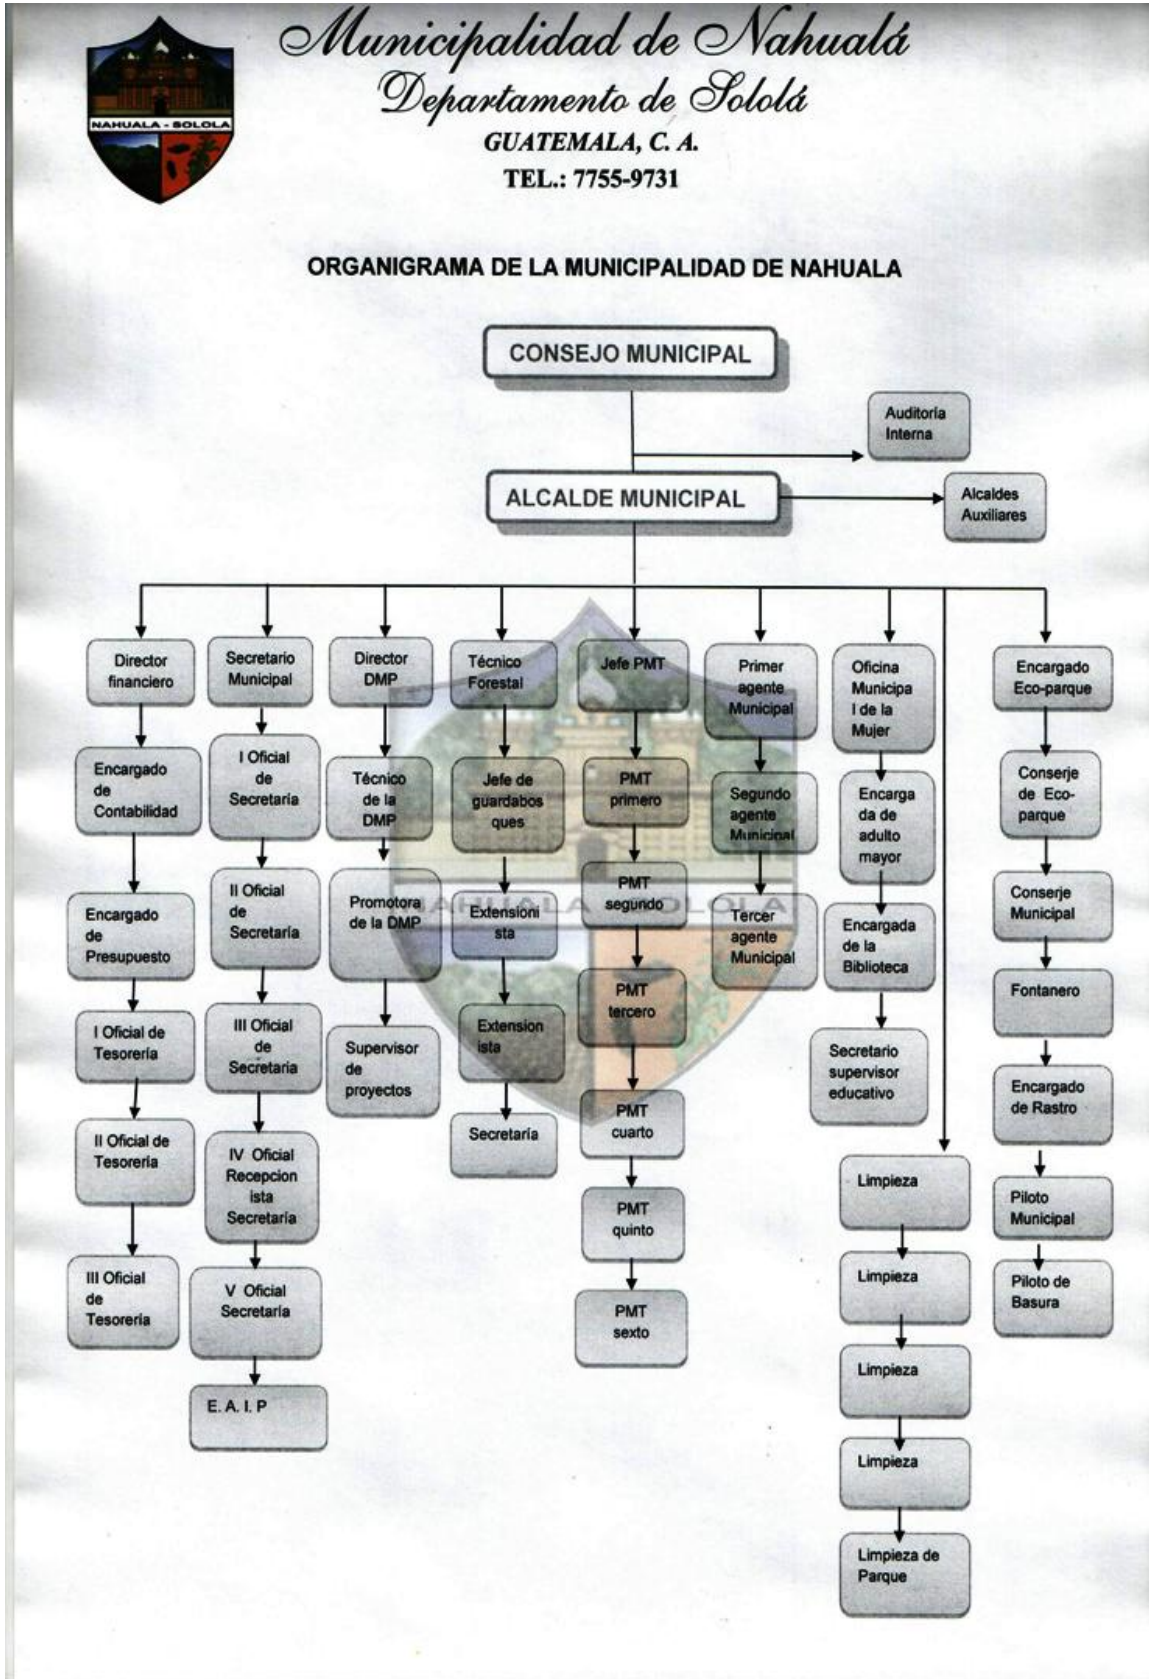 Municipalidad de Nahualá
Departamento de Sololá
GUATEMALA, C. A.
TEL.: 7755-9731
NAHUALA - SOLOLA
ORGANIGRAMA DE LA MUNICIPALIDAD DE NAHUALA
CONSEJO MUNICIPAL
Auditoría
Interna
ALCALDE MUNICIPAL
Alcaldes
Auxiliares
Director
financiero
Encargado
de
Contabilidad
Encargado
de
Presupuesto
I Oficial de
Tesorería
II Oficial de
Tesorería
III Oficial
de
Tesorería
Secretario
Municipal
I Oficial
de
Secretaría
II Oficial
de
Secretaría
III Oficial
de
Secretaria
IV Oficial
Recepcion
ista
Secretaría
V Oficial
Secretaría
E. A. I. P
Director
DMP
Técnico
de la
DMP
Promotora
de la DMP
Supervisor
de
proyectos
Técnico
Forestal
Jefe de
guardabos
ques
Extensioni
sta
Extension
ista
Secretaría
Jefe PMT
PMT
primero
PMT
segundo
PMT
tercero
PMT
cuarto
PMT
quinto
PMT
sexto
Primer
agente
Municipal
Segundo
agente
Municipal
Tercer
agente
Municipal
Oficina
Municipa
l de la
Mujer
Encarga
da de
adulto
mayor
Encargada
de la
Biblioteca
Secretario
supervisor
educativo
Limpieza
Limpieza
Limpieza
Limpieza
Limpieza de
Parque
Encargado
Eco-parque
Conserje
de Eco-
parque
Conserje
Municipal
Fontanero
Encargado
de Rastro
Piloto
Municipal
Piloto de
Basura
NAHUALA SOLOLA